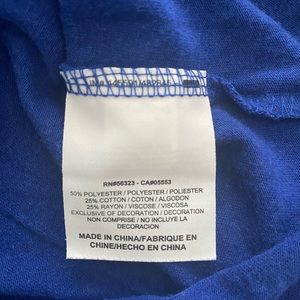 RN#56323 - CA#05553
50% POLYESTER / POLYESTER / POLIESTER
25% COTTON / COTON / ALGODON
25% RAYON / VISCOSE / VISCOSA
EXCLUSIVE OF DECORATION / DECORATION
NON COMPRISE / NO INCLUYE LA
DECORACION
MADE IN CHINA/FABRIQUE EN
CHINE/HECHO EN CHINA